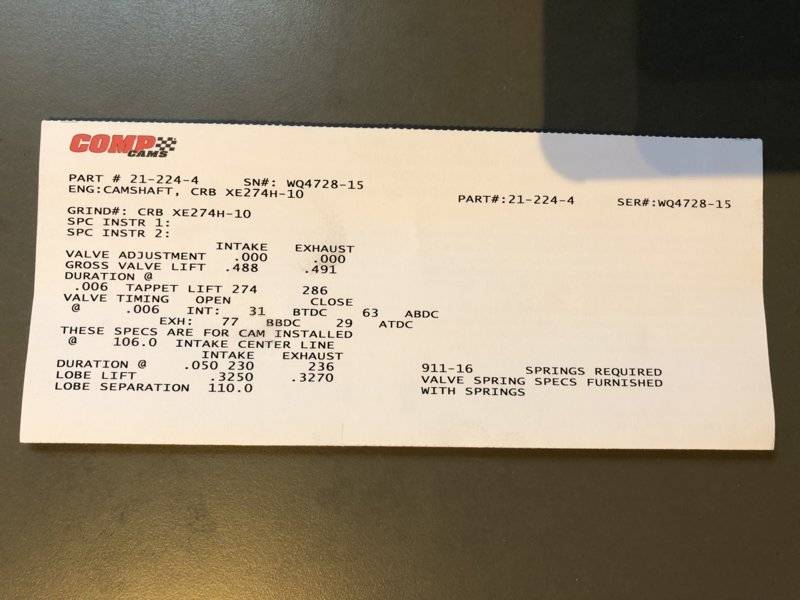 COMP
CAMS
PART # 21-224-4 SN#: WQ4728-15
ENG:CAMSHAFT, CRB XE274H-10
PART#:21-224-4 SER#:WQ4728-15
GRIND#: CRB XE274H-10
SPC INSTR 1:
SPC INSTR 2:
INTAKE EXHAUST
VALVE ADJUSTMENT .000 .000
GROSS VALVE LIFT .488 .491
DURATION @
.006 TAPPET LIFT 274 286
VALVE TIMING OPEN CLOSE
@ .006 INT: 31 BTDC 63 ABDC
EXH: 77 BBDC 29 ATDC
THESE SPECS ARE FOR CAM INSTALLED
@ 106.0 INTAKE CENTER LINE
INTAKE EXHAUST
DURATION @ .050 230 236
LOBE LIFT .3250 .3270
LOBE SEPARATION 110.0
911-16 SPRINGS REQUIRED
VALVE SPRING SPECS FURNISHED
WITH SPRINGS